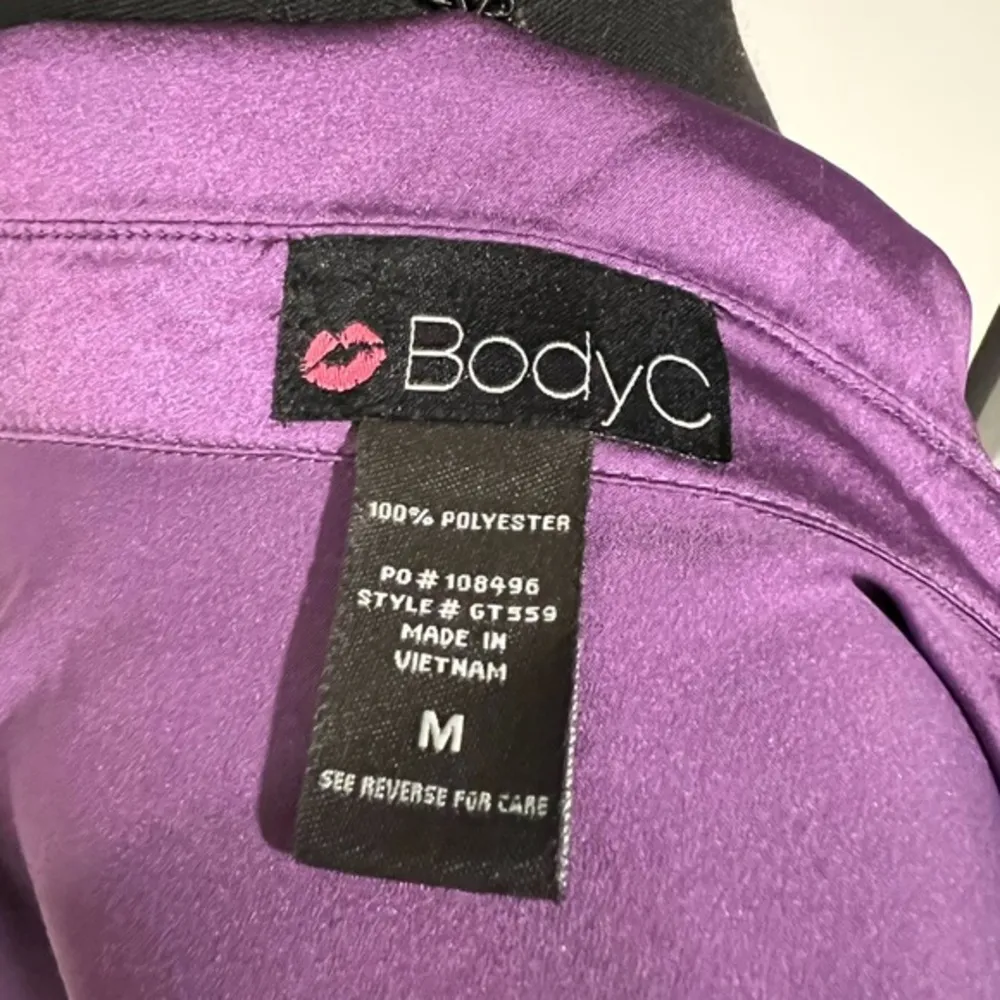 BodyC
100% POLYESTER
PO # 108496
STYLE # GT559
MADE IN
VIETNAM
M
SEE REVERSE FOR CARE